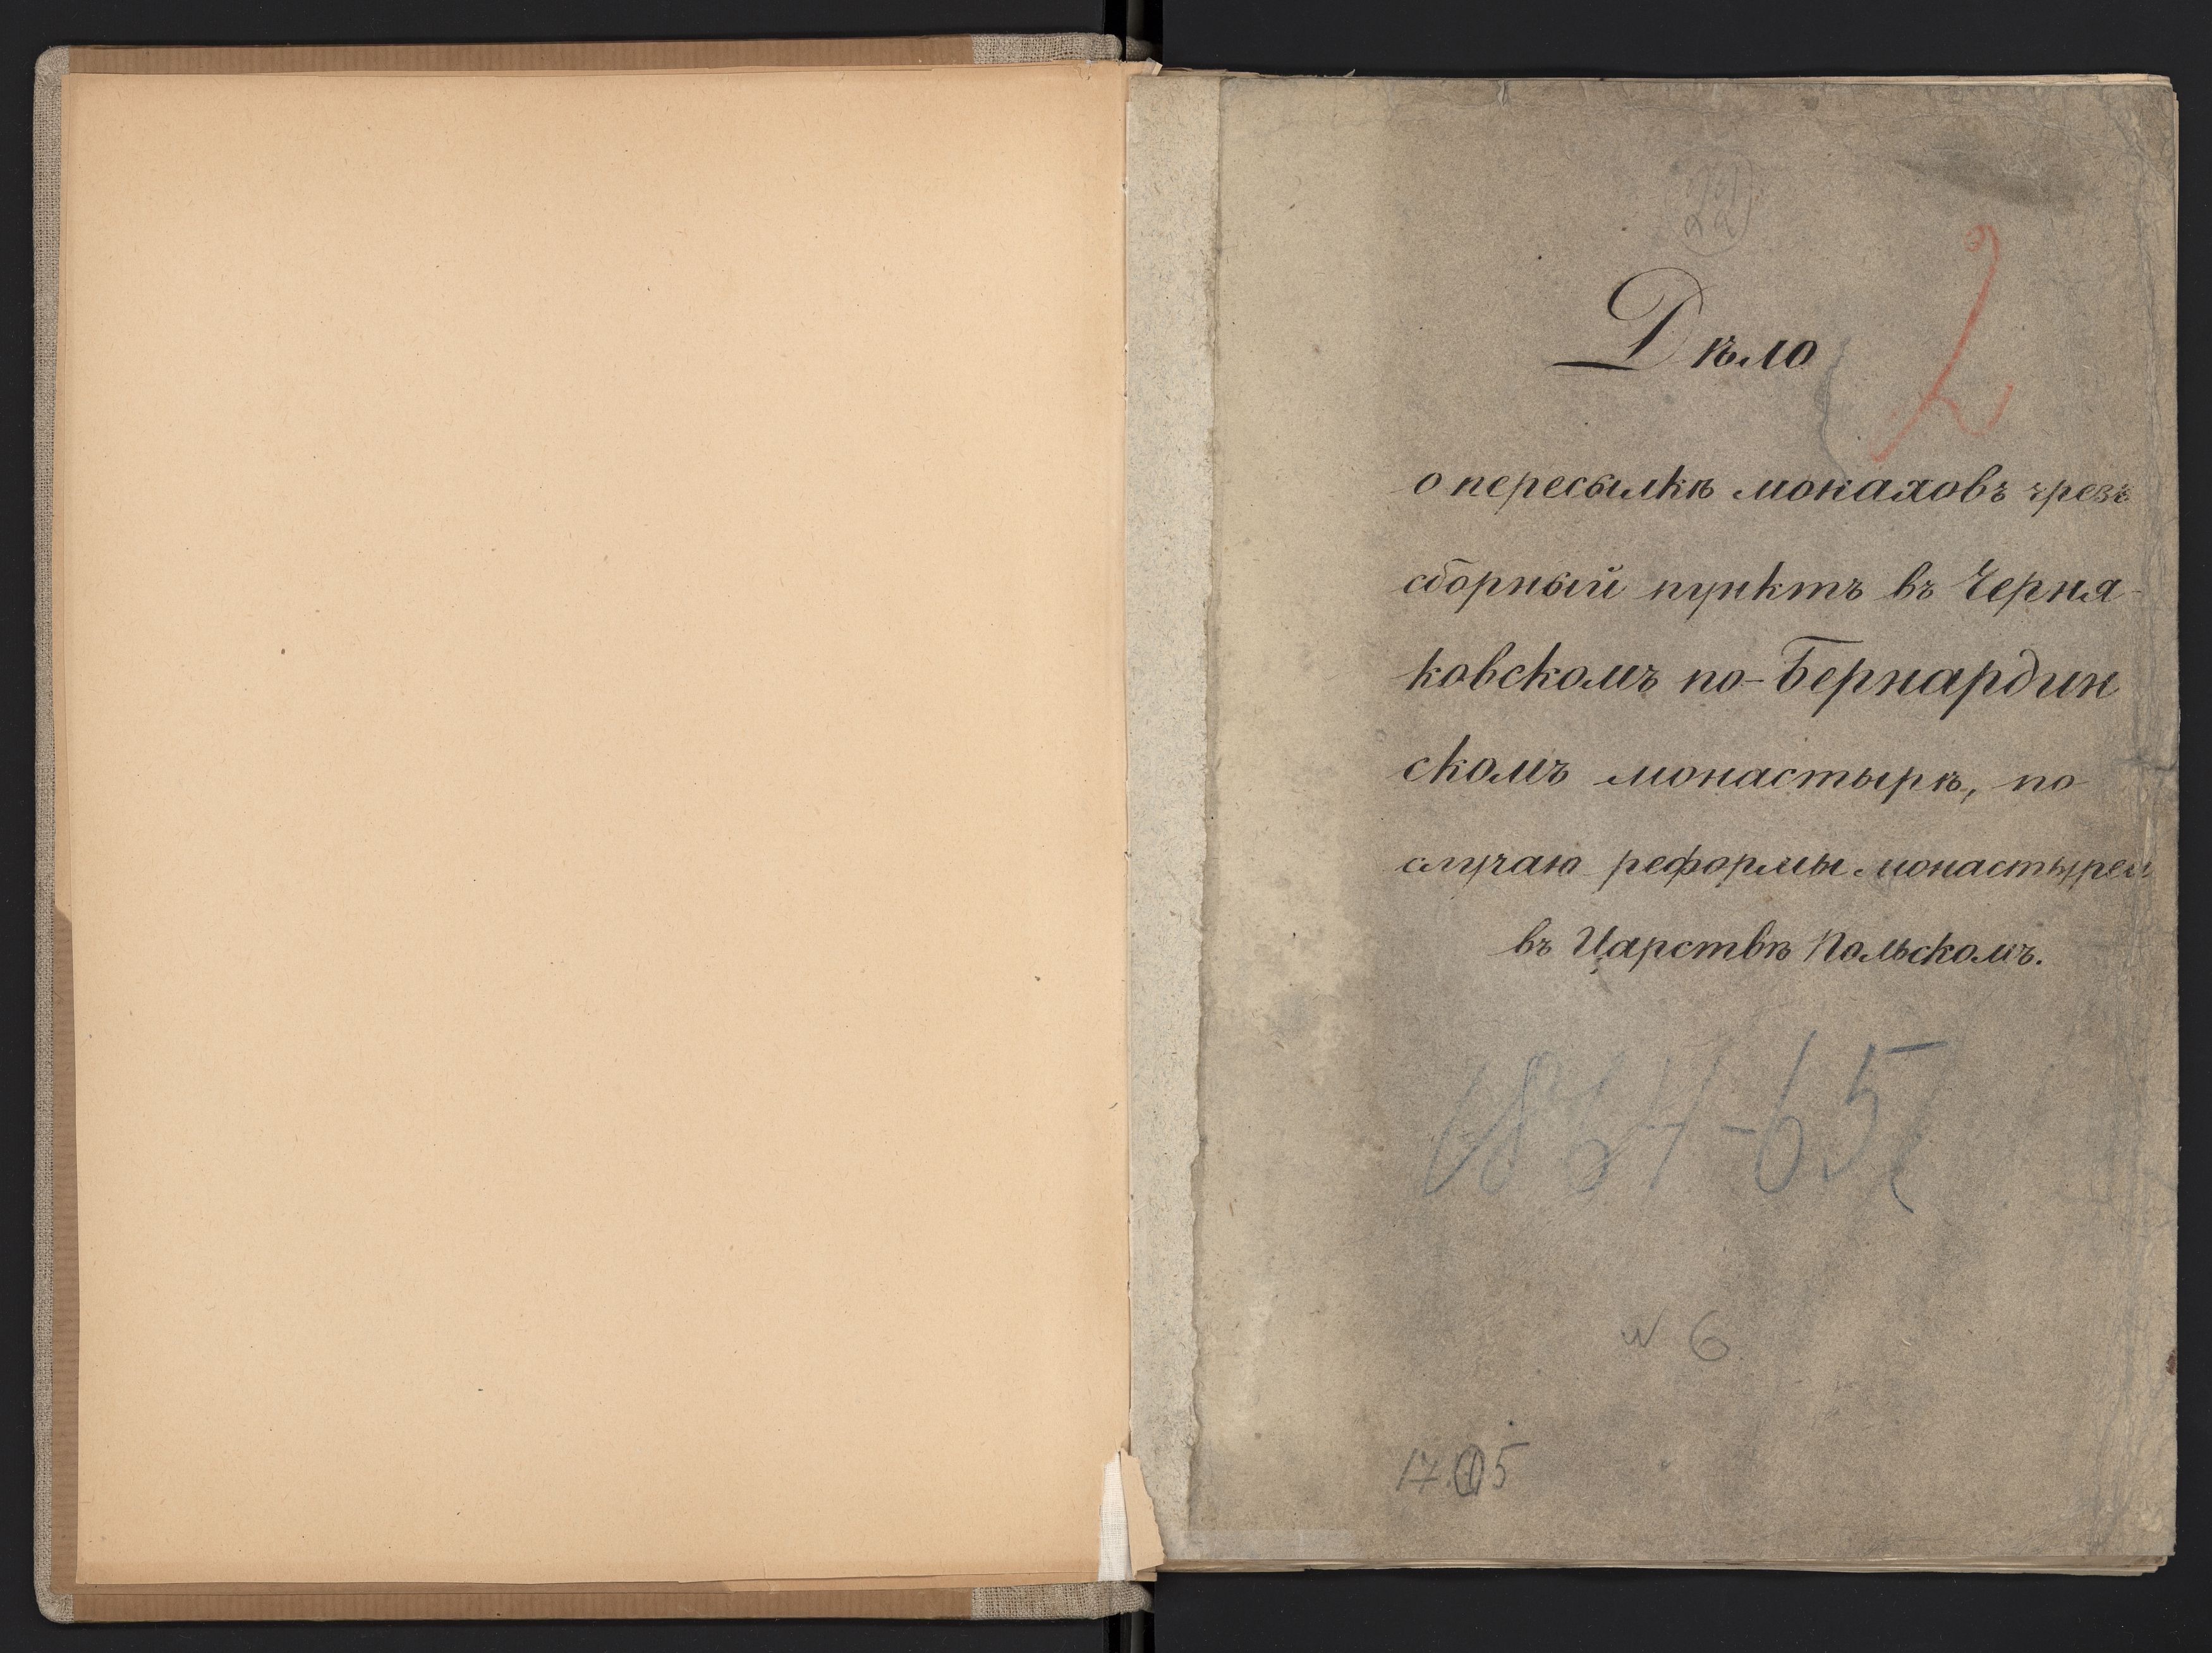 2
Дѣло
о пересылкѣ монаховъ чрезъ
сборный пунктъ въ Черня-
ковскомъ по-Бернардин
скомъ монастырѣ, по
случаю реформы монастырей
въ Царствѣ Польскомъ.
1864-65
N 6